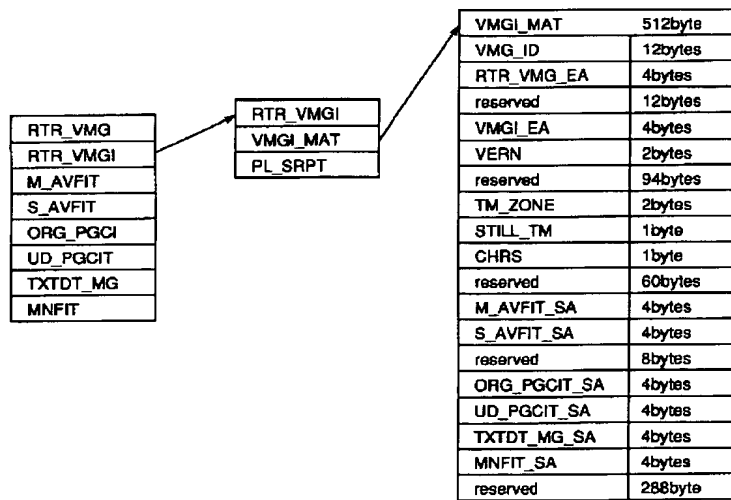 RTR_VMG
RTR_VMGI
M_AVFIT
S_AVFIT
ORG_PGCI
UD_PGCIT
TXTDT_MG
MNFIT
RTR_VMGI
VMGI_MAT
PL_SRPT
VMGI_MAT 512byte
VMG_ID 12bytes
RTR_VMG_EA 4bytes
reserved 12bytes
VMGI_EA 4bytes
VERN 2bytes
reserved 94bytes
TM_ZONE 2bytes
STILL_TM 1byte
CHRS 1byte
reserved 60bytes
M_AVFIT_SA 4bytes
S_AVFIT_SA 4bytes
reserved 8bytes
ORG_PGCIT_SA 4bytes
UD_PGCIT_SA 4bytes
TXTDT_MG_SA 4bytes
MNFIT_SA 4bytes
reserved 288byte